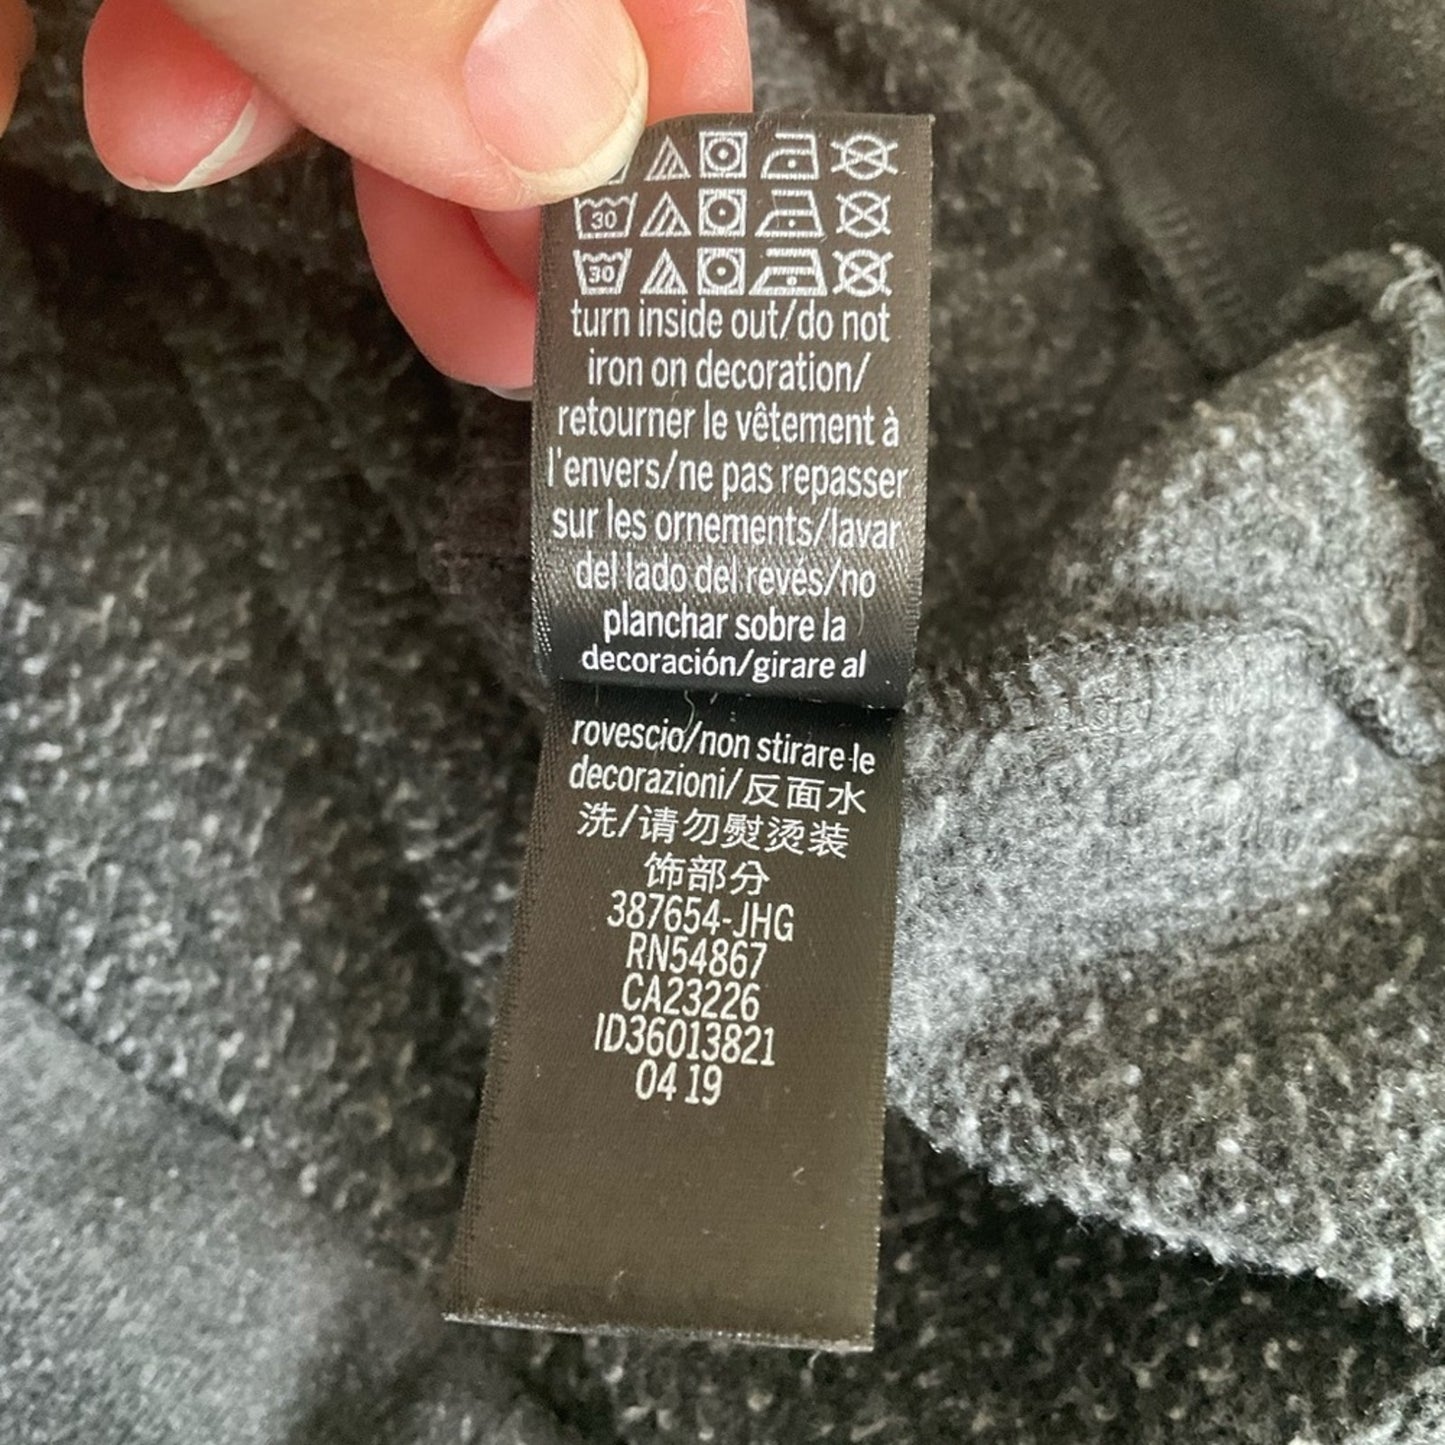 30
30
turn inside out/do not
iron on decoration/
retourner le vêtement à
l'envers/ne pas repasser
sur les ornements/lavar
del lado del revés/no
planchar sobre la
decoración/girare al
rovescio/non stirare le
decorazioni/反面水
洗/请勿熨烫装
饰部分
387654-JHG
RN54867
CA23226
ID36013821
04 19